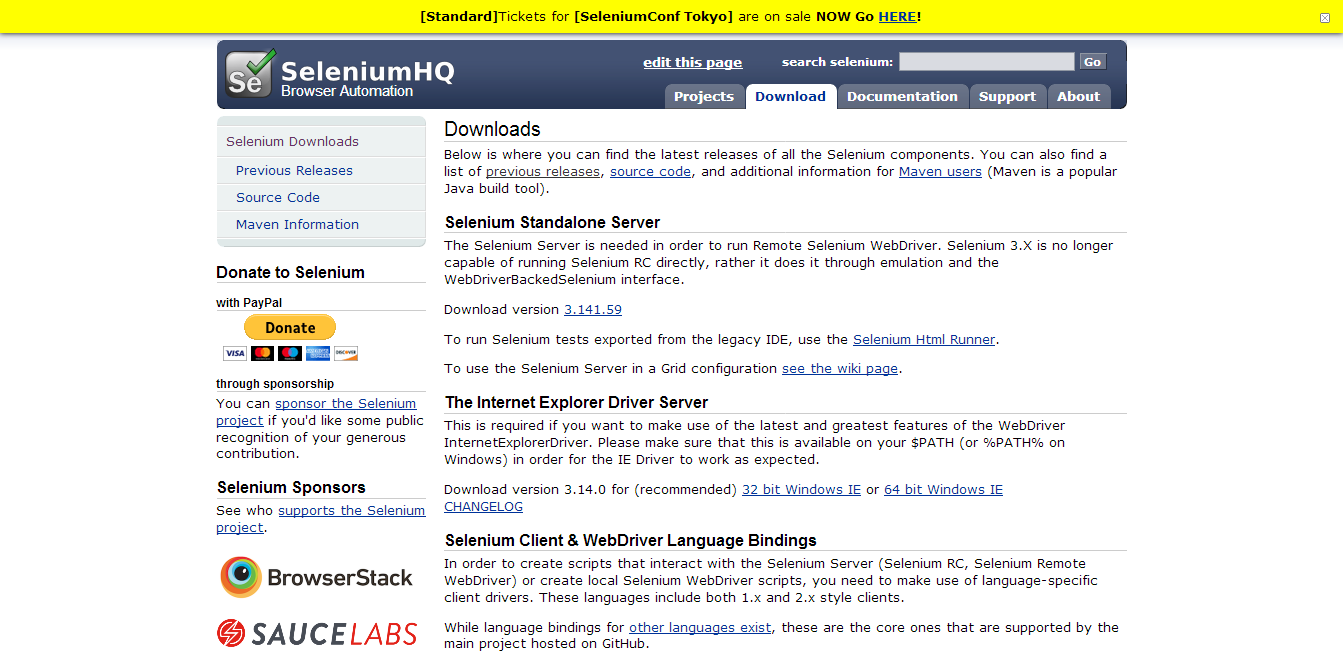 [Standard]Tickets for [SeleniumConf Tokyo] are on sale NOW Go HERE!
Se
SeleniumHQ
Browser Automation
edit this page
search selenium:
Go
Projects
Download
Documentation
Support
About
Selenium Downloads
Previous Releases
Source Code
Maven Information
Donate to Selenium
with PayPal
Donate
VISA
DISCOVER
through sponsorship
You can sponsor the Selenium
project if you'd like some public
recognition of your generous
contribution.
Selenium Sponsors
See who supports the Selenium
project.
BrowserStack
SAUCELABS
Downloads
Below is where you can find the latest releases of all the Selenium components. You can also find a
list of previous releases, source code, and additional information for Maven users (Maven is a popular
Java build tool).
Selenium Standalone Server
The Selenium Server is needed in order to run Remote Selenium WebDriver. Selenium 3.X is no longer
capable of running Selenium RC directly, rather it does it through emulation and the
WebDriverBackedSelenium interface.
Download version 3.141.59
To run Selenium tests exported from the legacy IDE, use the Selenium Html Runner.
To use the Selenium Server in a Grid configuration see the wiki page.
The Internet Explorer Driver Server
This is required if you want to make use of the latest and greatest features of the WebDriver
InternetExplorerDriver. Please make sure that this is available on your $PATH (or %PATH% on
Windows) in order for the IE Driver to work as expected.
Download version 3.14.0 for (recommended) 32 bit Windows IE or 64 bit Windows IE
CHANGELOG
Selenium Client & WebDriver Language Bindings
In order to create scripts that interact with the Selenium Server (Selenium RC, Selenium Remote
WebDriver) or create local Selenium WebDriver scripts, you need to make use of language-specific
client drivers. These languages include both 1.x and 2.x style clients.
While language bindings for other languages exist, these are the core ones that are supported by the
main project hosted on GitHub.